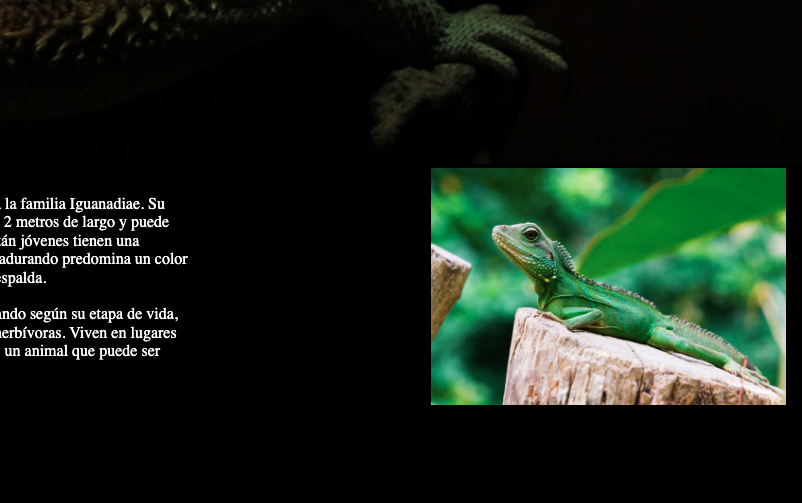 la familia Iguanadiae. Su
2 metros de largo y puede
tán jóvenes tienen una
adurando predomina un color
espalda.
ando según su etapa de vida,
herbívoras. Viven en lugares
un animal que puede ser